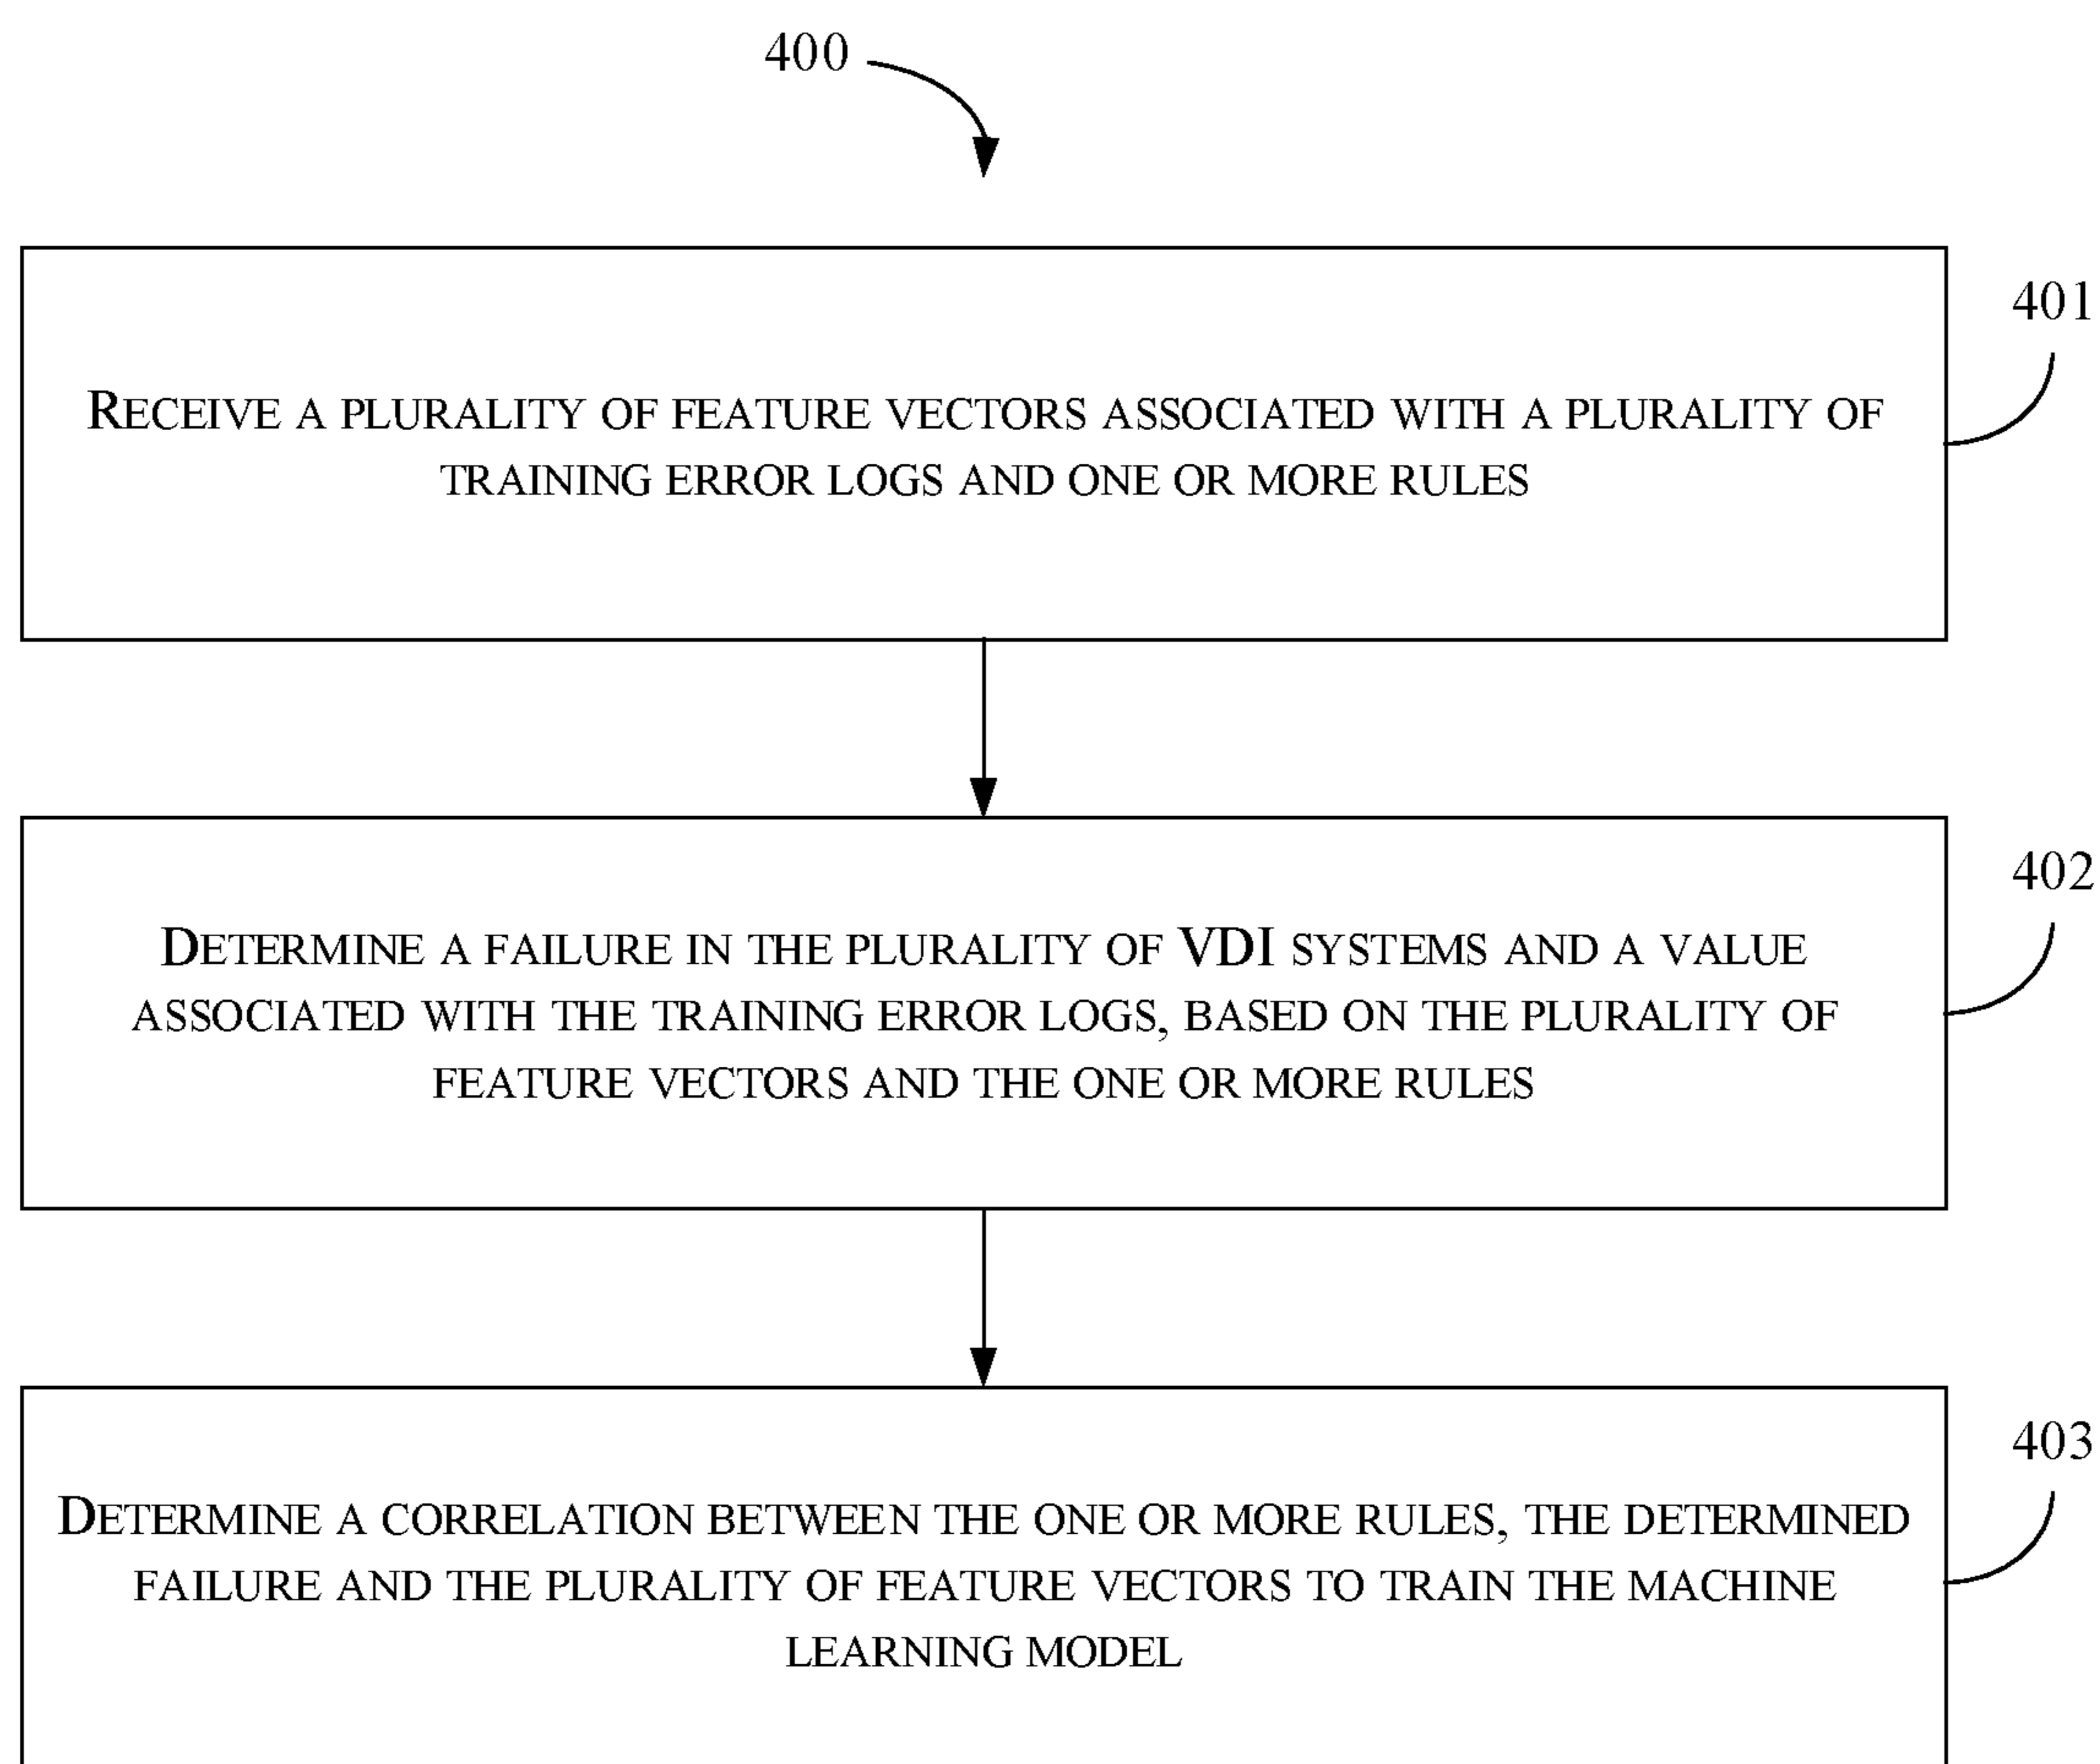 400
401
RECEIVE A PLURALITY OF FEATURE VECTORS ASSOCIATED WITH A PLURALITY OF
TRAINING ERROR LOGS AND ONE OR MORE RULES
402
DETERMINE A FAILURE IN THE PLURALITY OF VDI SYSTEMS AND A VALUE
ASSOCIATED WITH THE TRAINING ERROR LOGS, BASED ON THE PLURALITY OF
FEATURE VECTORS AND THE ONE OR MORE RULES
403
DETERMINE A CORRELATION BETWEEN THE ONE OR MORE RULES, THE DETERMINED
FAILURE AND THE PLURALITY OF FEATURE VECTORS TO TRAIN THE MACHINE
LEARNING MODEL